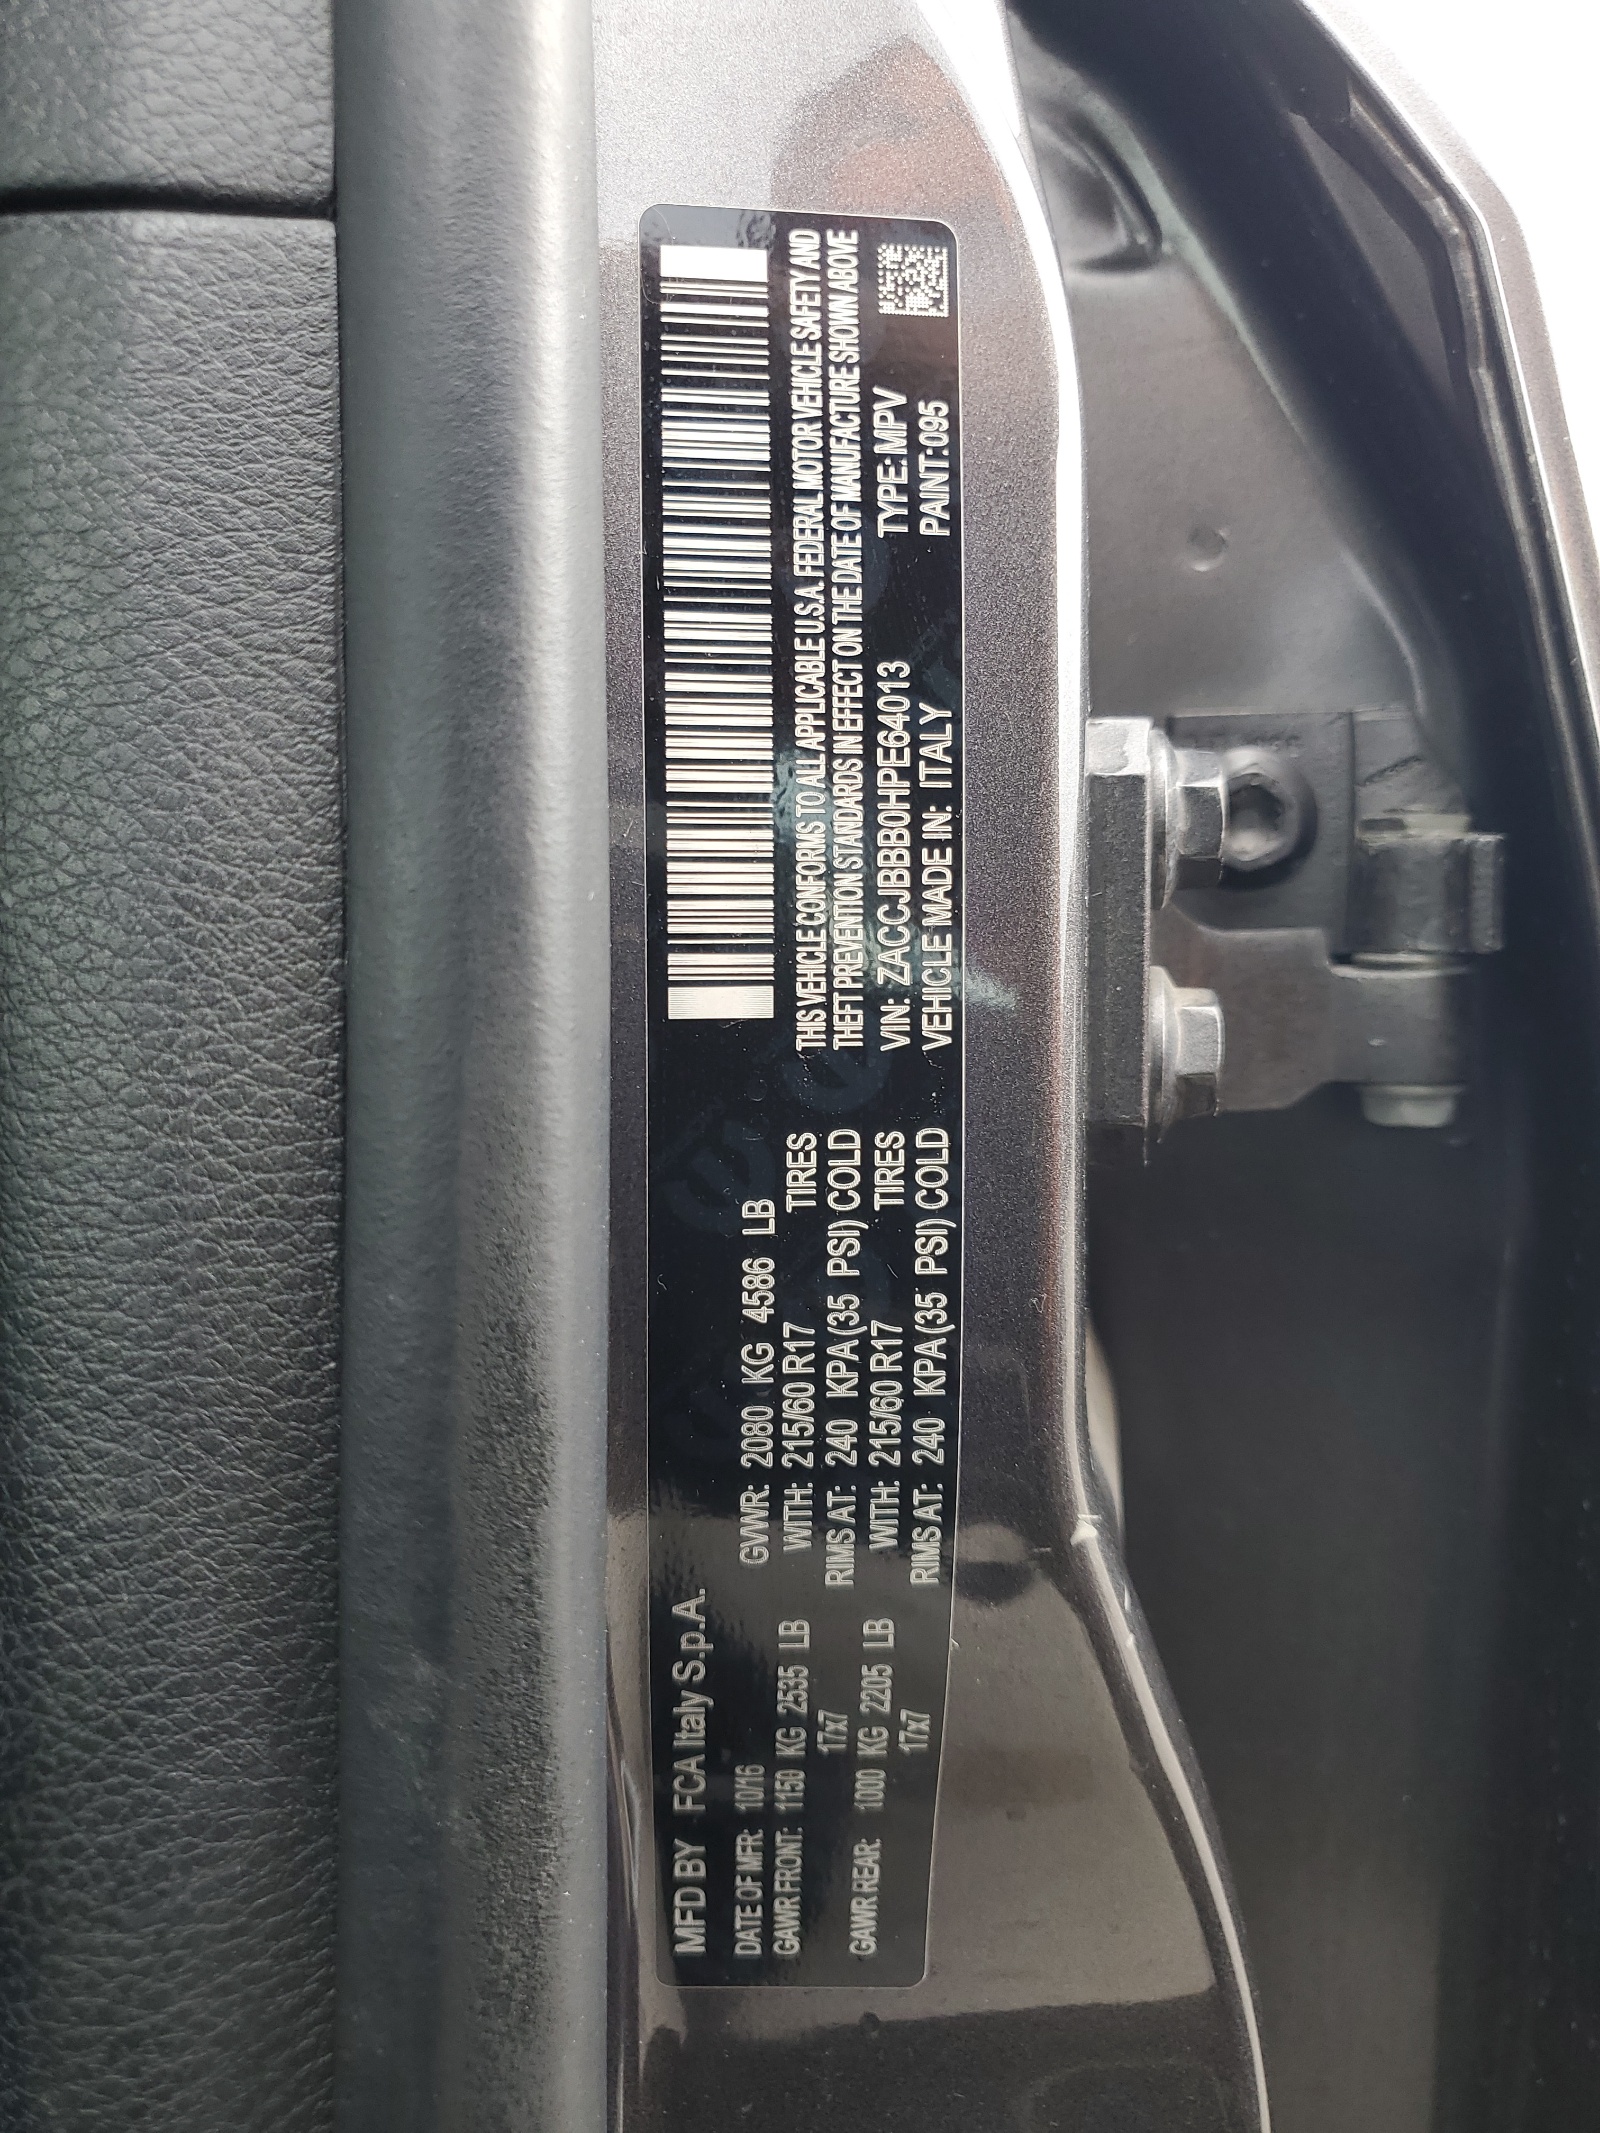 MFD BY FCA Italy S.p.A.
DATE OF MFR: 10/16 GVWR: 2080 KG 4586 LB
GAWR FRONT: 1150 KG 2535 LB WITH: 215/60 R17 TIRES
17x7 RIMS AT: 240 KPA (35 PSI) COLD
GAWR REAR: 1000 KG 2205 LB WITH: 215/60 R17 TIRES
17x7 RIMS AT: 240 KPA (35 PSI) COLD
THIS VEHICLE CONFORMS TO ALL APPLICABLE U.S.A. FEDERAL MOTOR VEHICLE SAFETY AND
THEFT PREVENTION STANDARDS IN EFFECT ON THE DATE OF MANUFACTURE SHOWN ABOVE
VIN: ZACCJBBB0HPE64013 TYPE: MPV
VEHICLE MADE IN: ITALY PAINT:095